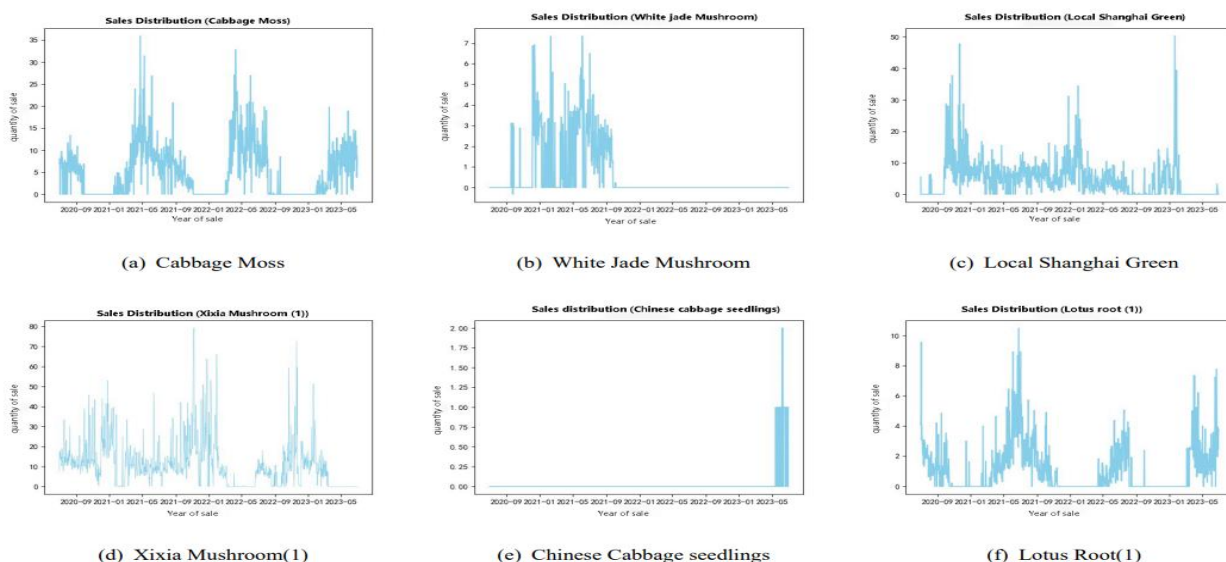 Sales Distribution (Cabbage Moss)
35
30
25
20
15
10
5
0
quantity of sale
2020-09 2021-01 2021-05 2021-09 2022-01 2022-05 2022-09 2023-01 2023-05
Year of sale
(a) Cabbage Moss
Sales Distribution (White jade Mushroom)
7
6
5
4
3
2
1
0
quantity of sale
2020-09 2021-01 2021-05 2021-09 2022-01 2022-05 2022-09 2023-01 2023-05
Year of sale
(b) White Jade Mushroom
Sales Distribution (Local Shanghai Green)
50
40
30
20
10
0
quantity of sale
2020-09 2021-01 2021-05 2021-09 2022-01 2022-05 2022-09 2023-01 2023-05
Year of sale
(c) Local Shanghai Green
Sales Distribution (Xixia Mushroom (1))
80
70
60
50
40
30
20
10
0
quantity of sale
2020-09 2021-01 2021-05 2021-09 2022-01 2022-05 2022-09 2023-01 2023-05
Year of sale
(d) Xixia Mushroom(1)
Sales distribution (Chinese cabbage seedlings)
2.00
1.75
1.50
1.25
1.00
0.75
0.50
0.25
0.00
quantity of sale
2020-09 2021-01 2021-05 2021-09 2022-01 2022-05 2022-09 2023-01 2023-05
Year of sale
(e) Chinese Cabbage seedlings
Sales Distribution (Lotus root (1))
10
8
6
4
2
0
quantity of sale
2020-09 2021-01 2021-05 2021-09 2022-01 2022-05 2022-09 2023-01 2023-05
Year of sale
(f) Lotus Root(1)